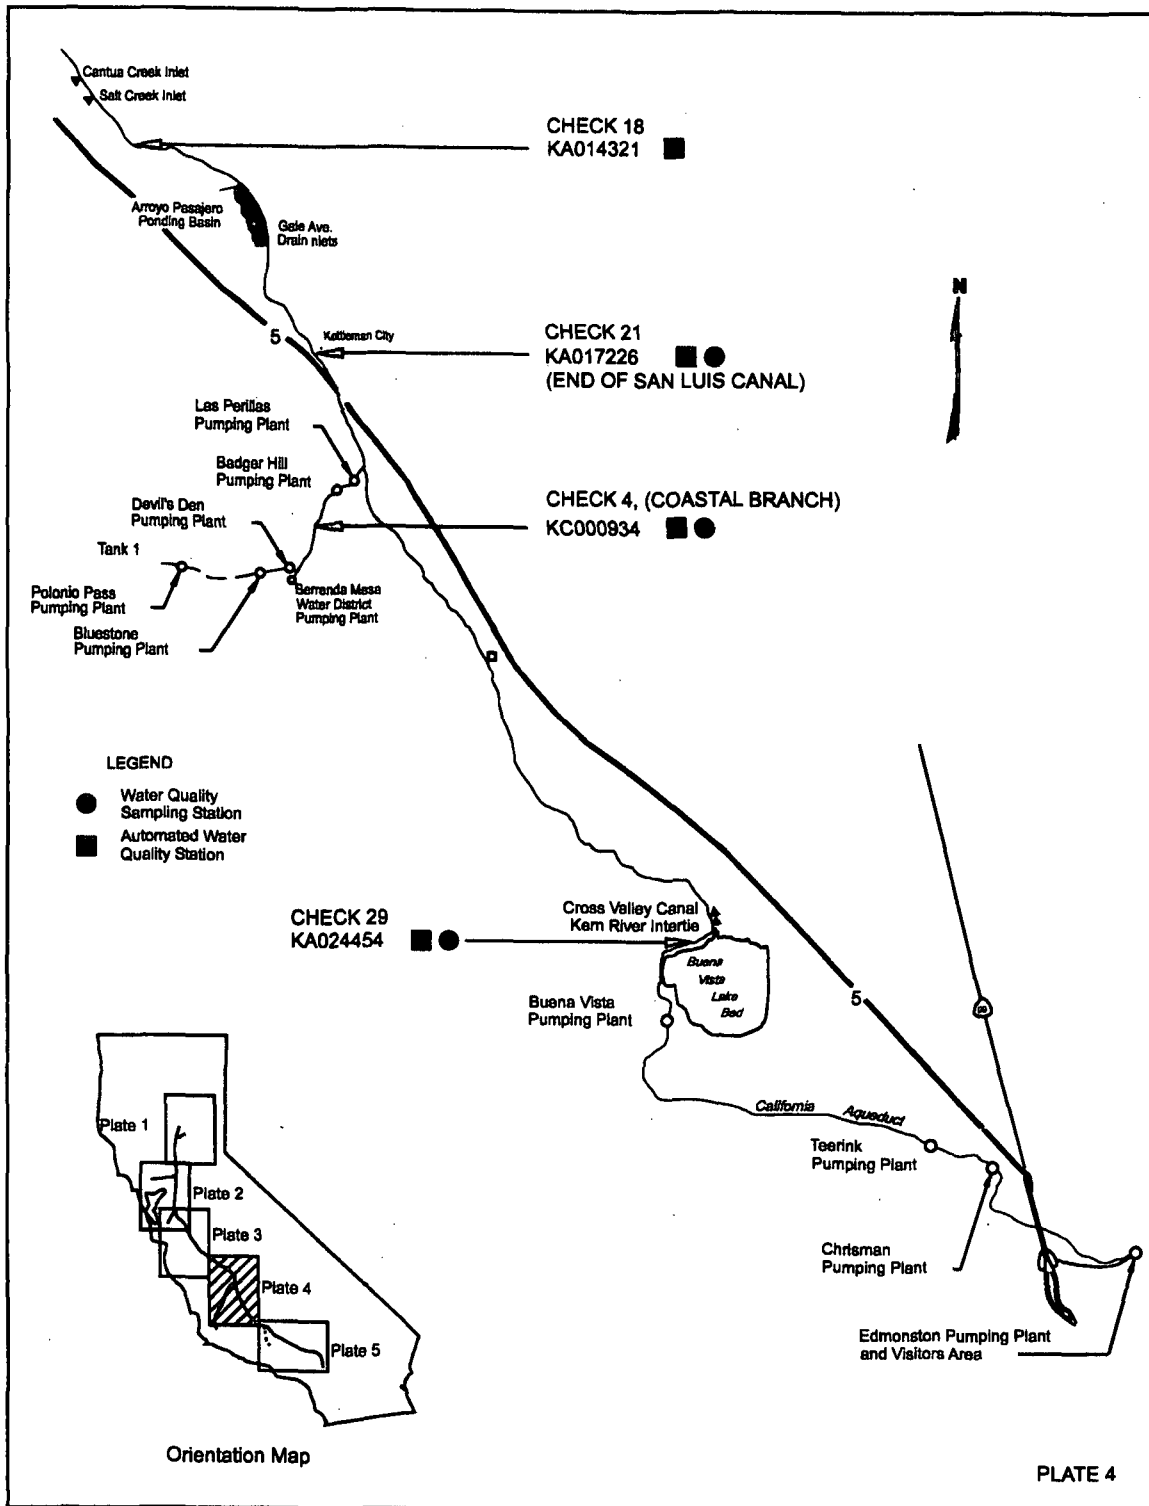 Cantua Creek Inlet
Salt Creek Inlet
CHECK 18
KA014321
Arroyo Pasajero
Ponding Basin
Gale Ave.
Drain nlets
N
5
Kettleman City
CHECK 21
KA017226
(END OF SAN LUIS CANAL)
Las Perillas
Pumping Plant
Badger Hill
Pumping Plant
CHECK 4, (COASTAL BRANCH)
KC000934
Devil's Den
Pumping Plant
Tank 1
Polonio Pass
Pumping Plant
Berrenda Mesa
Water District
Pumping Plant
Bluestone
Pumping Plant
LEGEND
Water Quality
Sampling Station
Automated Water
Quality Station
CHECK 29
KA024454
Cross Valley Canal
Kern River Intertie
Buena
Vista
Lake
Bed
5
Buena Vista
Pumping Plant
99
California Aqueduct
Teerink
Pumping Plant
Chrisman
Pumping Plant
Edmonston Pumping Plant
and Visitors Area
Plate 1
Plate 2
Plate 3
Plate 4
Plate 5
Orientation Map
PLATE 4